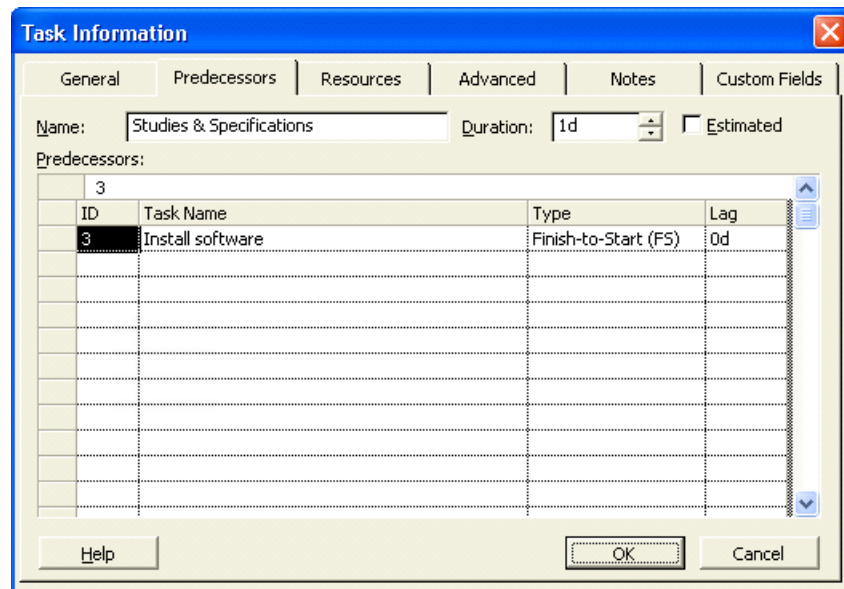 Task Information
General Predecessors Resources Advanced Notes Custom Fields
Name: Studies & Specifications Duration: 1d Estimated
Predecessors:
3
ID Task Name Type Lag
3 Install software Finish-to-Start (FS) 0d
Help OK Cancel